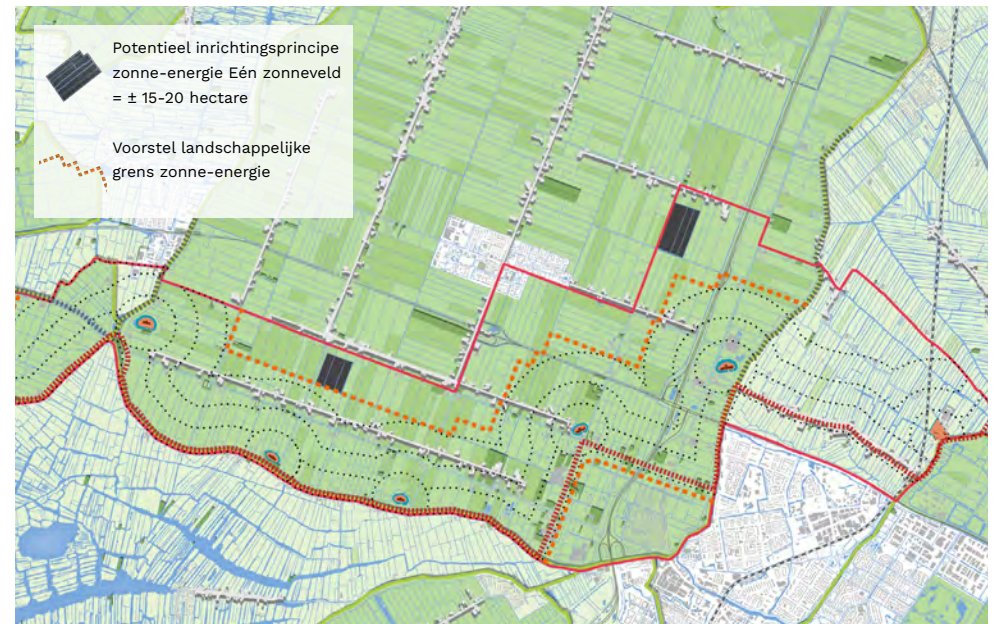 Potentieel inrichtingsprincipe
zonne-energie Eén zonneveld
= ± 15-20 hectare
Voorstel landschappelijke
grens zonne-energie